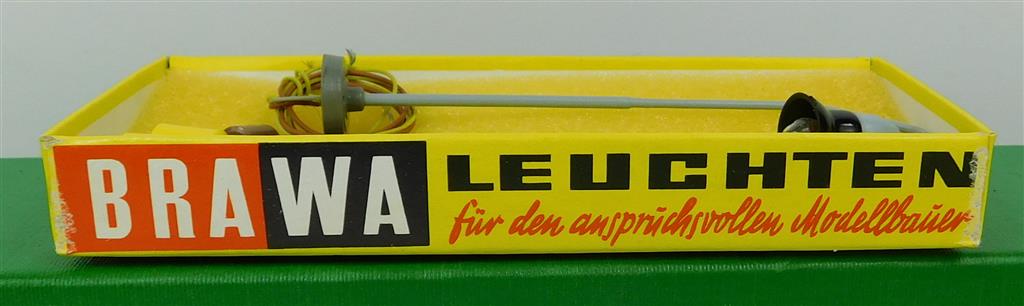 BRAWA LEUCHTEN
für den anspruchsvollen Modellbauer